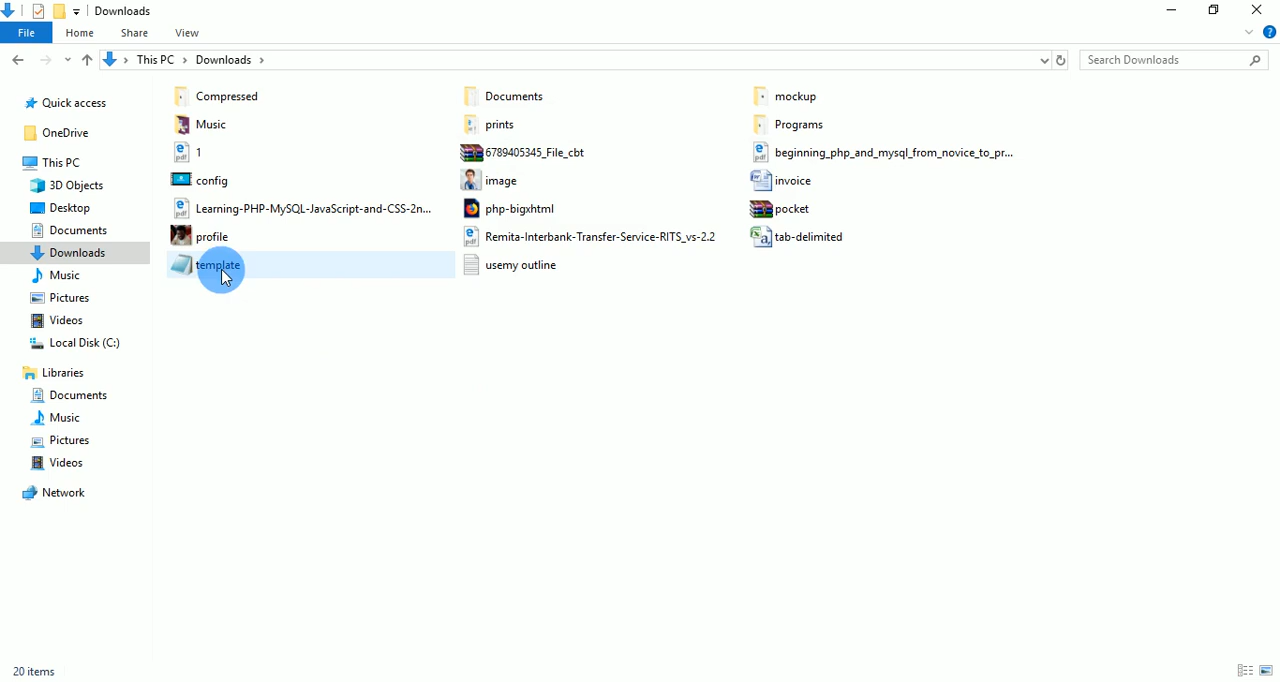 Downloads
File Home Share View
This PC Downloads Search Downloads
Quick access
OneDrive
This PC
3D Objects
Desktop
Documents
Downloads
Music
Pictures
Videos
Local Disk (C:)
Libraries
Documents
Music
Pictures
Videos
Network
Compressed Documents mockup
Music prints Programs
1 6789405345_File_cbt beginning_php_and_mysql_from_novice_to_pr...
config image invoice
Learning-PHP-MySQL-JavaScript-and-CSS-2n... php-bigxhtml pocket
profile Remita-Interbank-Transfer-Service-RITS_vs-2.2 tab-delimited
template usemy outline
20 items